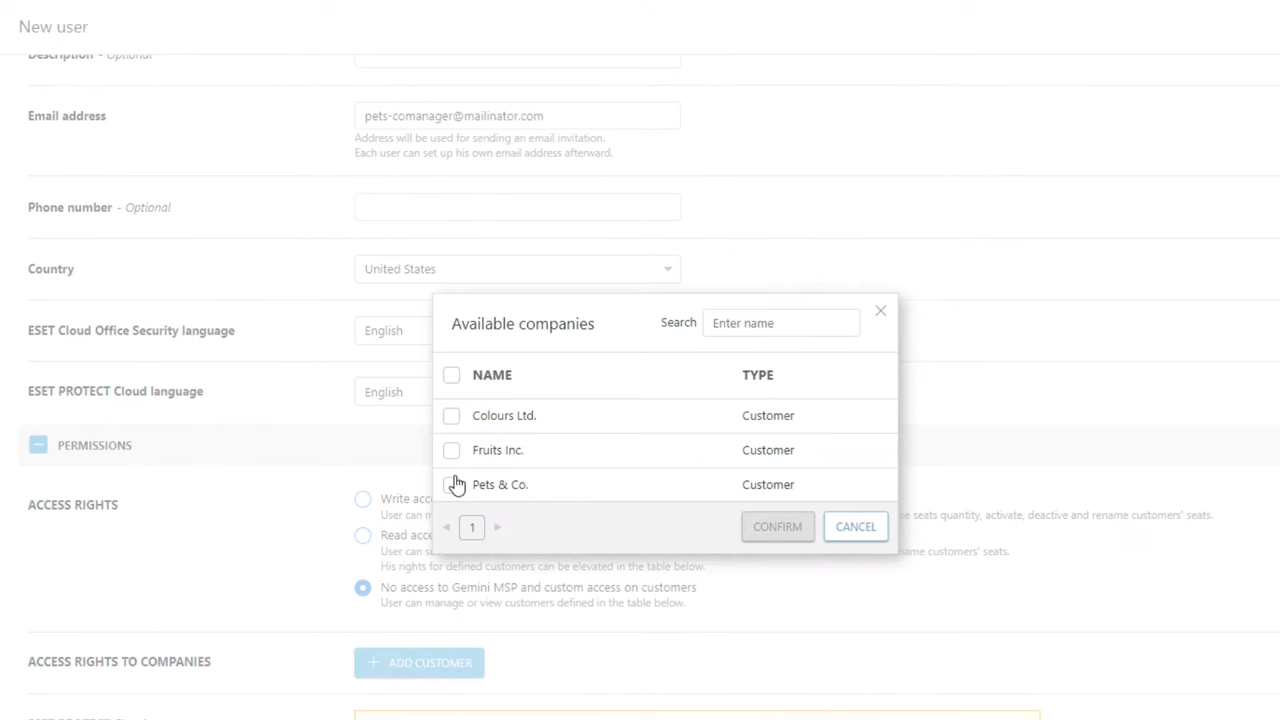 New user
Description - Optional
Email address
pets-comanager@mailinator.com
Address will be used for sending an email invitation.
Each user can set up his own email address afterward.
Phone number - Optional
Country
United States
ESET Cloud Office Security language
English
ESET PROTECT Cloud language
English
PERMISSIONS
Available companies
Search
Enter name
NAME
TYPE
Colours Ltd.
Customer
Fruits Inc.
Customer
Pets & Co.
Customer
1
CONFIRM
CANCEL
ACCESS RIGHTS
Write acc
User can m
se seats quantity, activate, deactive and rename customers' seats.
Read acce
User can se
name customers' seats.
His rights for defined customers can be elevated in the table below.
No access to Gemini MSP and custom access on customers
User can manage or view customers defined in the table below.
ACCESS RIGHTS TO COMPANIES
+ ADD CUSTOMER